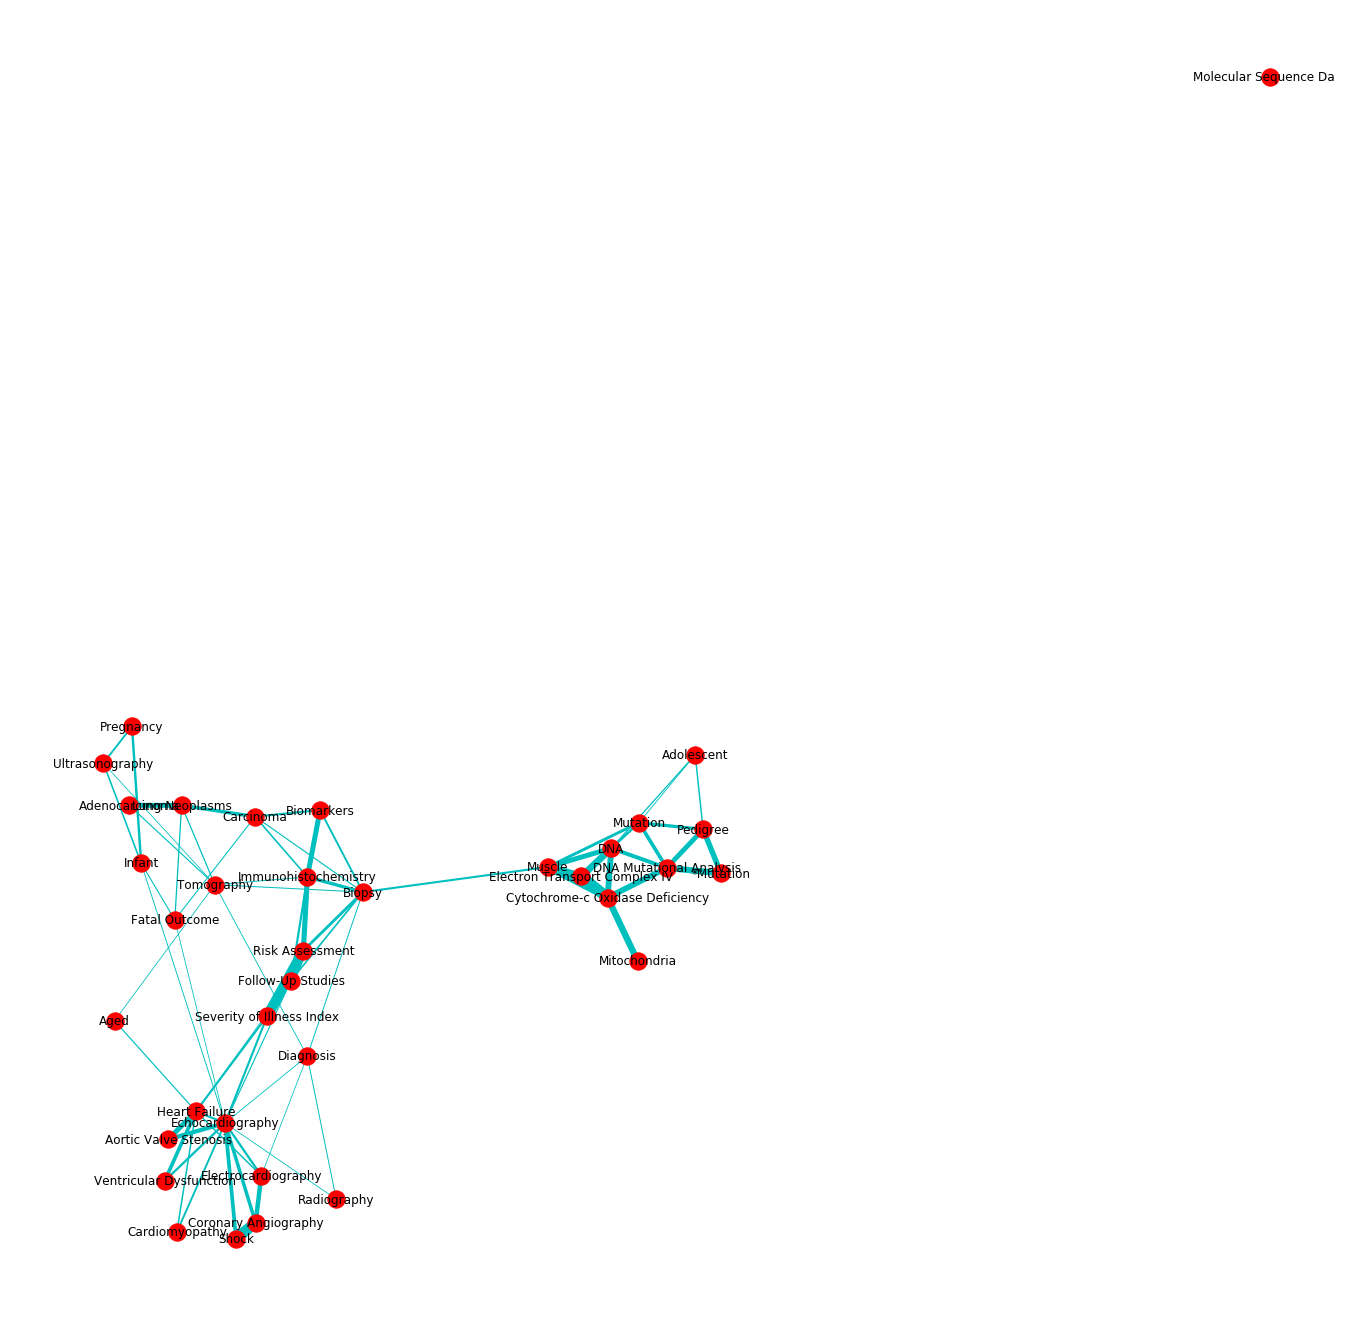 Molecular Sequence Da
Pregnancy
Adolescent
Ultrasonography
Adenocarcinoma
Lung Neoplasms
Biomarkers
Carcinoma
Mutation
Pedigree
DNA
Infant
Muscle
DNA Mutational Analysis
Mutation
Immunohistochemistry
Electron Transport Complex IV
Tomography
Biopsy
Cytochrome-c Oxidase Deficiency
Fatal Outcome
Risk Assessment
Mitochondria
Follow-Up Studies
Severity of Illness Index
Aged
Diagnosis
Heart Failure
Echocardiography
Aortic Valve Stenosis
Electrocardiography
Ventricular Dysfunction
Radiography
Coronary Angiography
Cardiomyopathy
Shock